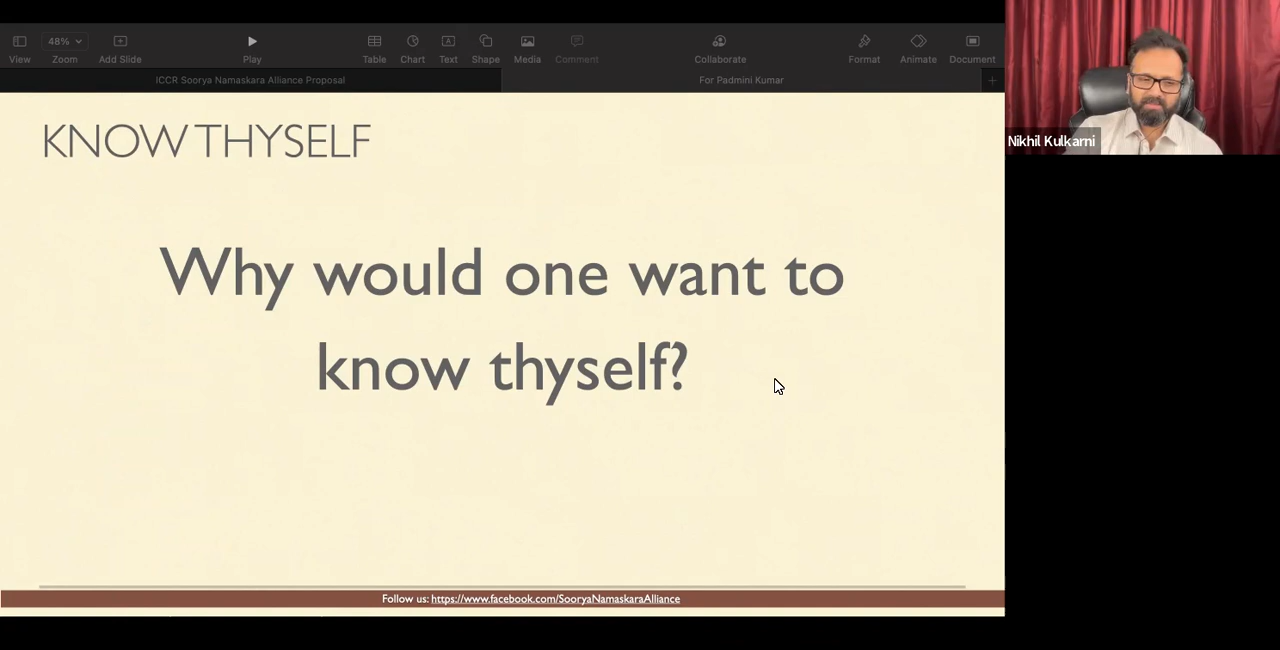 48%
View
Zoom
Add Slide
Play
Table
Chart
Text
Shape
Media
Comment
Collaborate
Format
Animate
Document
ICCR Soorya Namaskara Alliance Proposal
For Padmini Kumar
KNOW THYSELF
Why would one want to
know thyself?
Follow us: https://www.facebook.com/SooryaNamaskaraAlliance
Nikhil Kulkarni